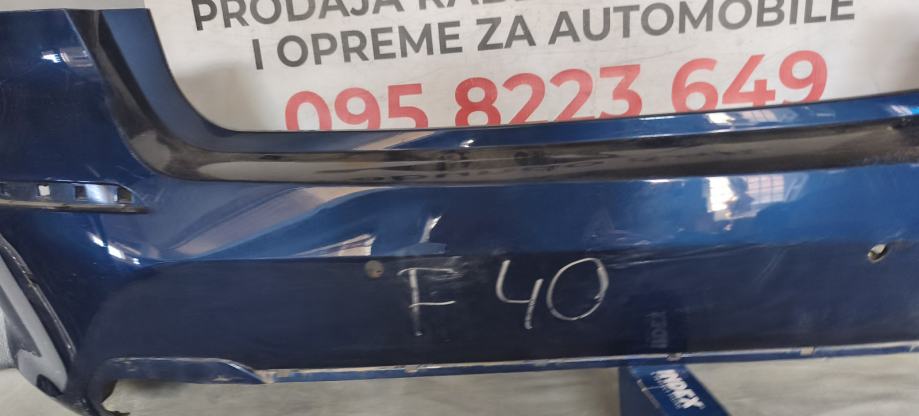 PRODAJA
I OPREME ZA AUTOMOBILE
095 8223 649
F 40